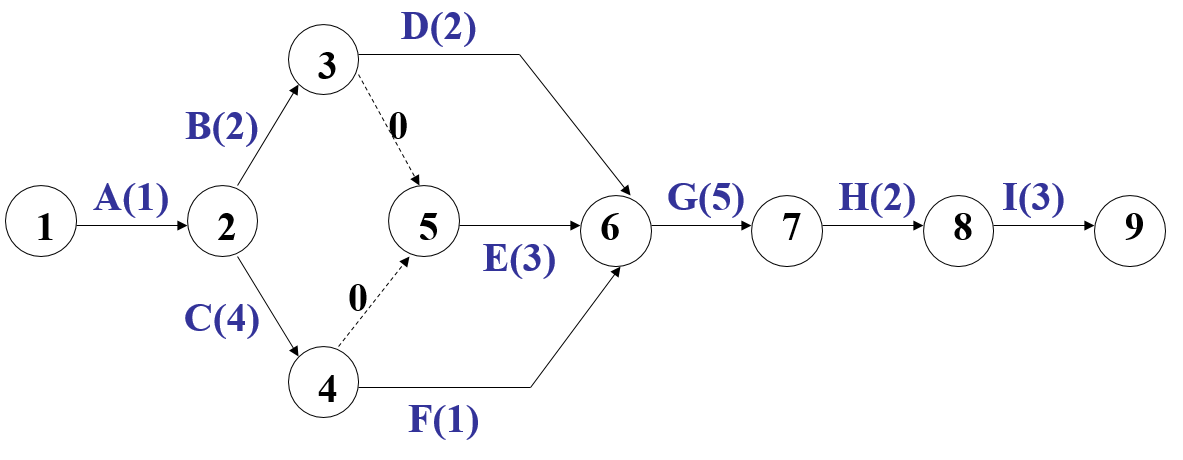 D(2)
3
B(2)
0
A(1)
G(5)
H(2)
I(3)
1
2
5
6
7
8
9
E(3)
0
C(4)
4
F(1)